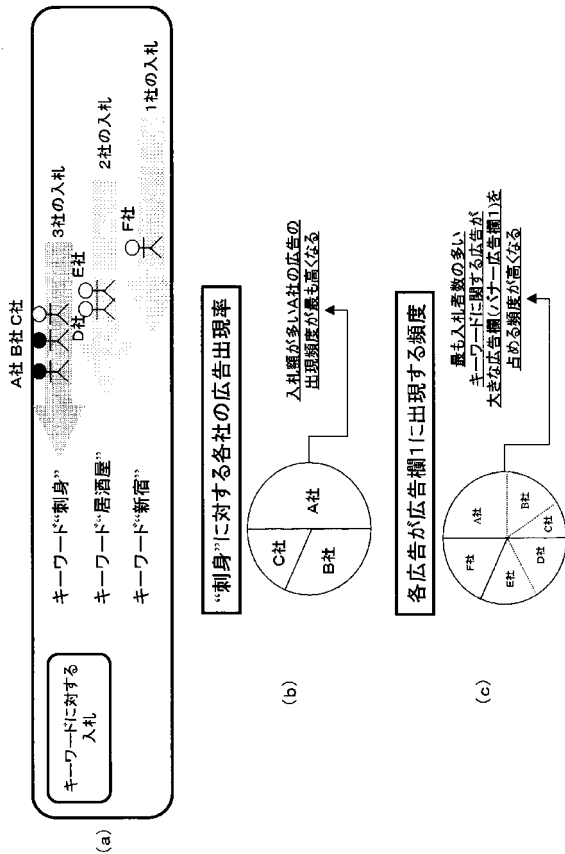 (a)
キーワードに対する
入札
キーワード“刺身”
A社 B社 C社
3社の入札
キーワード“居酒屋”
D社
E社
2社の入札
キーワード“新宿”
F社
1社の入札
(b)
“刺身”に対する各社の広告出現率
C社
A社
B社
入札額が多いA社の広告の
出現頻度が最も高くなる
(c)
各広告が広告欄1に出現する頻度
F社
A社
E社
B社
D社
C社
最も入札者数の多い
キーワードに関する広告が
大きな広告欄(バナー広告欄1)を
占める頻度が高くなる